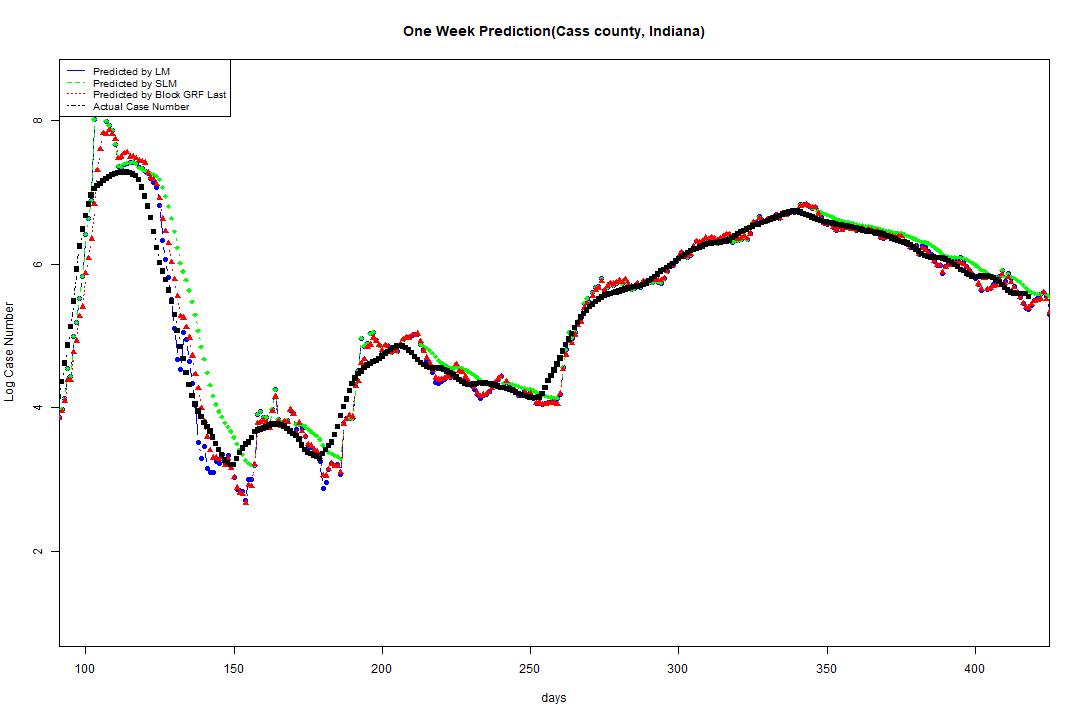 One Week Prediction(Cass county, Indiana)
Predicted by LM
Predicted by SLM
Predicted by Block GRF Last
Actual Case Number
8
6
4
2
Log Case Number
100 150 200 250 300 350 400
days